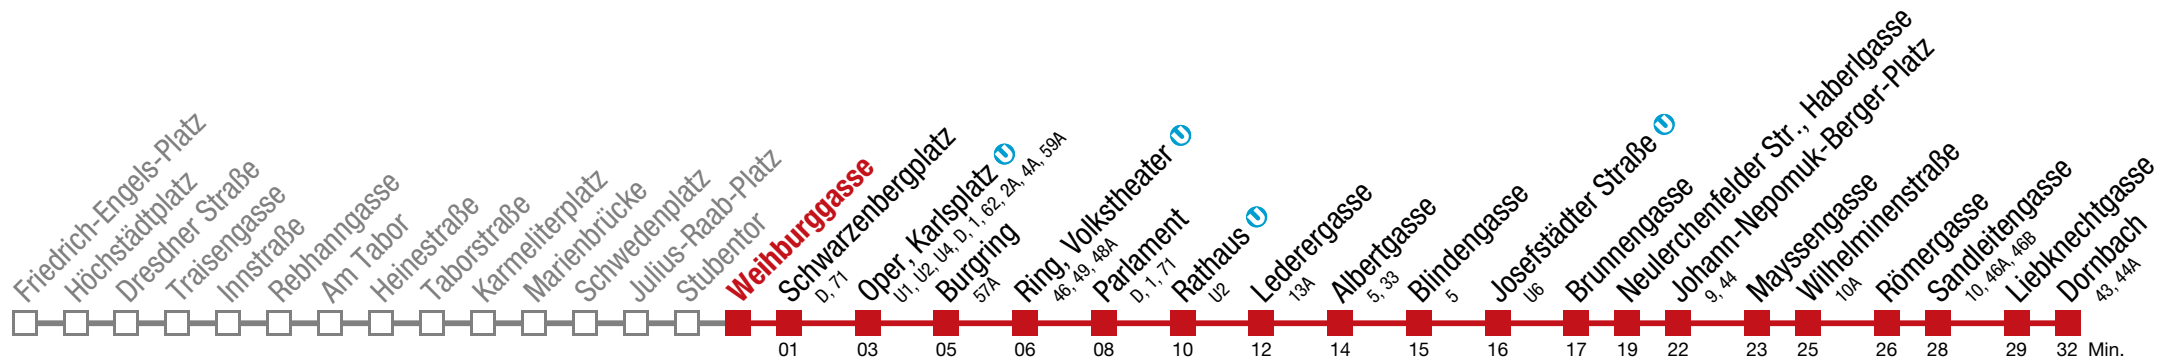 Friedrich-Engels-Platz
Höchstädtplatz
Dresdner Straße
Traisengasse
Innstraße
Rebhanngasse
Am Tabor
Heinestraße
Taborstraße
Karmeliterplatz
Marienbrücke
Schwedenplatz
Julius-Raab-Platz
Stubentor
Weihburggasse
Schwarzenbergplatz
D, 71
Oper, Karlsplatz U
U1, U2, U4, D, 1, 62, 2A, 4A, 59A
Burgring
57A
Ring, Volkstheater U
46, 49, 48A
Parlament
D, 1, 71
Rathaus U
U2
Lederergasse
13A
Albertgasse
5, 33
Blindengasse
5
Josefstädter Straße U
U6
Brunnengasse
Neulerchenfelder Str., Haberlgasse
Johann-Nepomuk-Berger-Platz
9, 44
Mayssengasse
Wilhelminenstraße
10A
Römergasse
Sandleitengasse
10, 46A, 46B
Liebknechtgasse
Dornbach
43, 44A
01 03 05 06 08 10 12 14 15 16 17 19 22 23 25 26 28 29 32 Min.